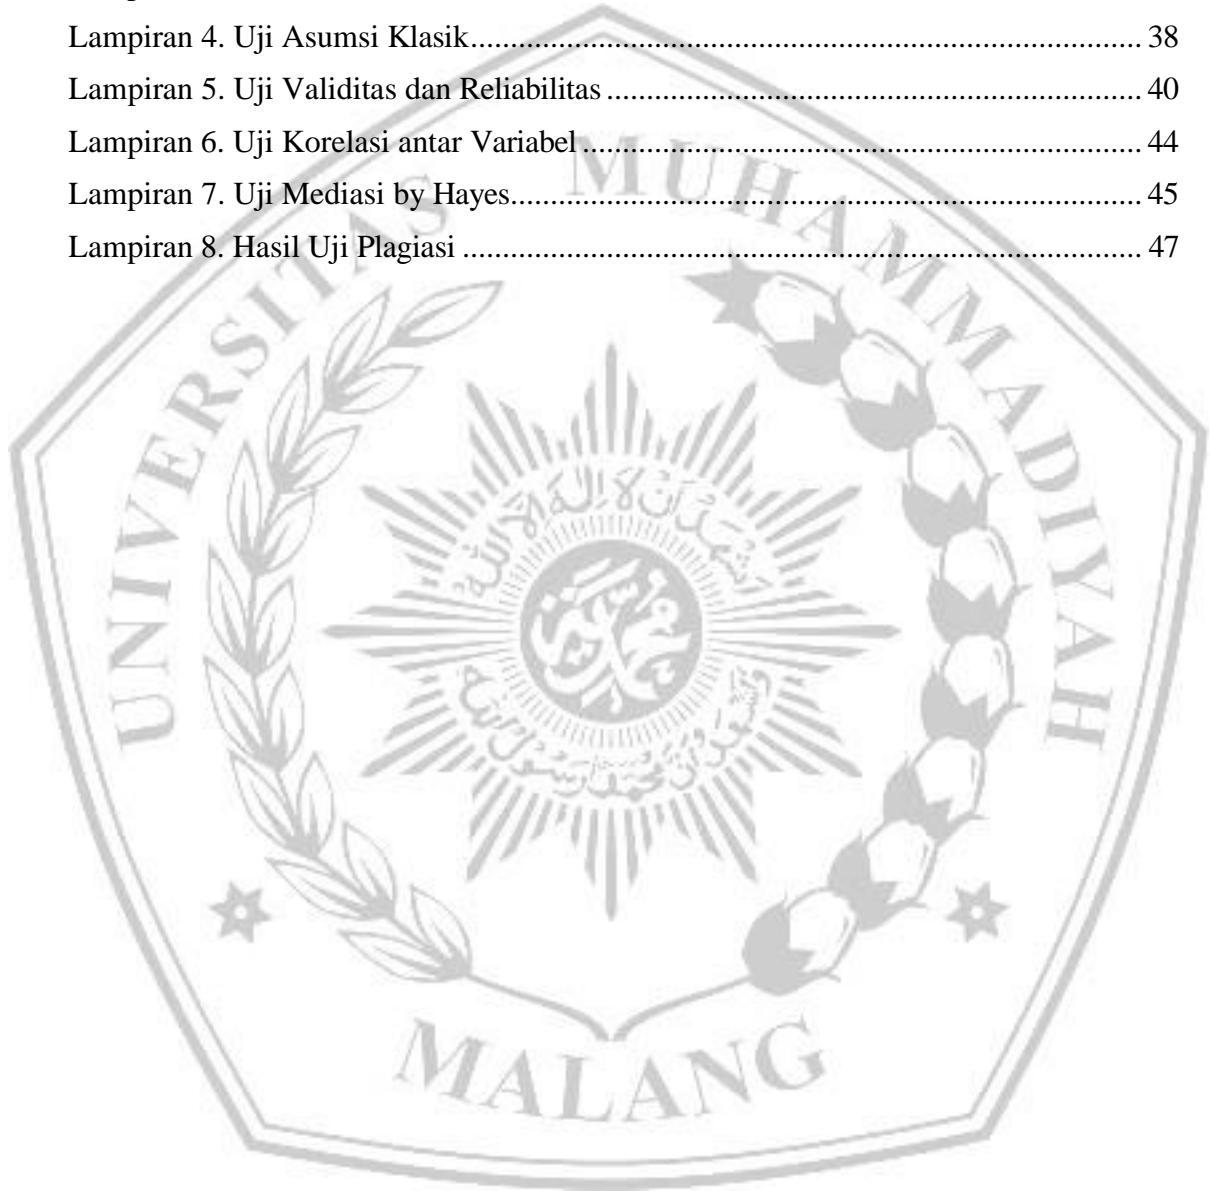 Lampiran 4. Uji Asumsi Klasik.................................................................................... 38
Lampiran 5. Uji Validitas dan Reliabilitas ................................................................... 40
Lampiran 6. Uji Korelasi antar Variabel ...................................................................... 44
Lampiran 7. Uji Mediasi by Hayes............................................................................... 45
Lampiran 8. Hasil Uji Plagiasi ..................................................................................... 47
UNIVERSITAS MUHAMMADIYAH
MALANG